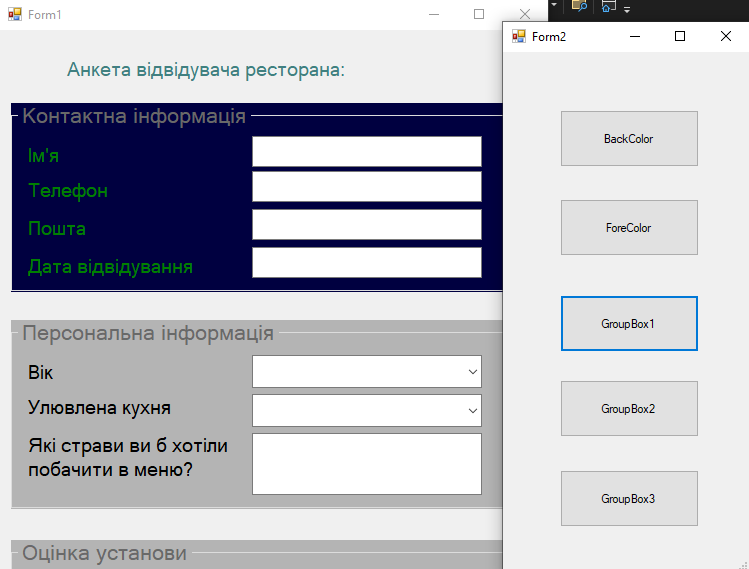 Form1
Анкета відвідувача ресторана:
Контактна інформація
Ім'я
Телефон
Пошта
Дата відвідування
Персональна інформація
Вік
Улювлена кухня
Які страви ви б хотіли
побачити в меню?
Оцінка установи
Form2
BackColor
ForeColor
GroupBox1
GroupBox2
GroupBox3